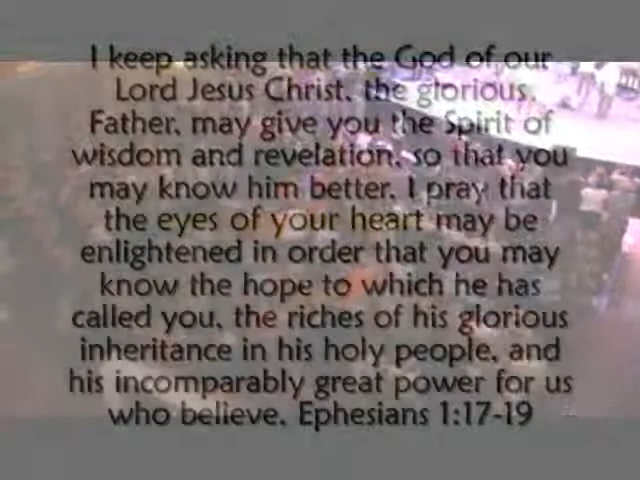 I keep asking that the God of our
Lord Jesus Christ, the glorious
Father, may give you the Spirit of
wisdom and revelation, so that you
may know him better. I pray that
the eyes of your heart may be
enlightened in order that you may
know the hope to which he has
called you, the riches of his glorious
inheritance in his holy people, and
his incomparably great power for us
who believe. Ephesians 1:17-19